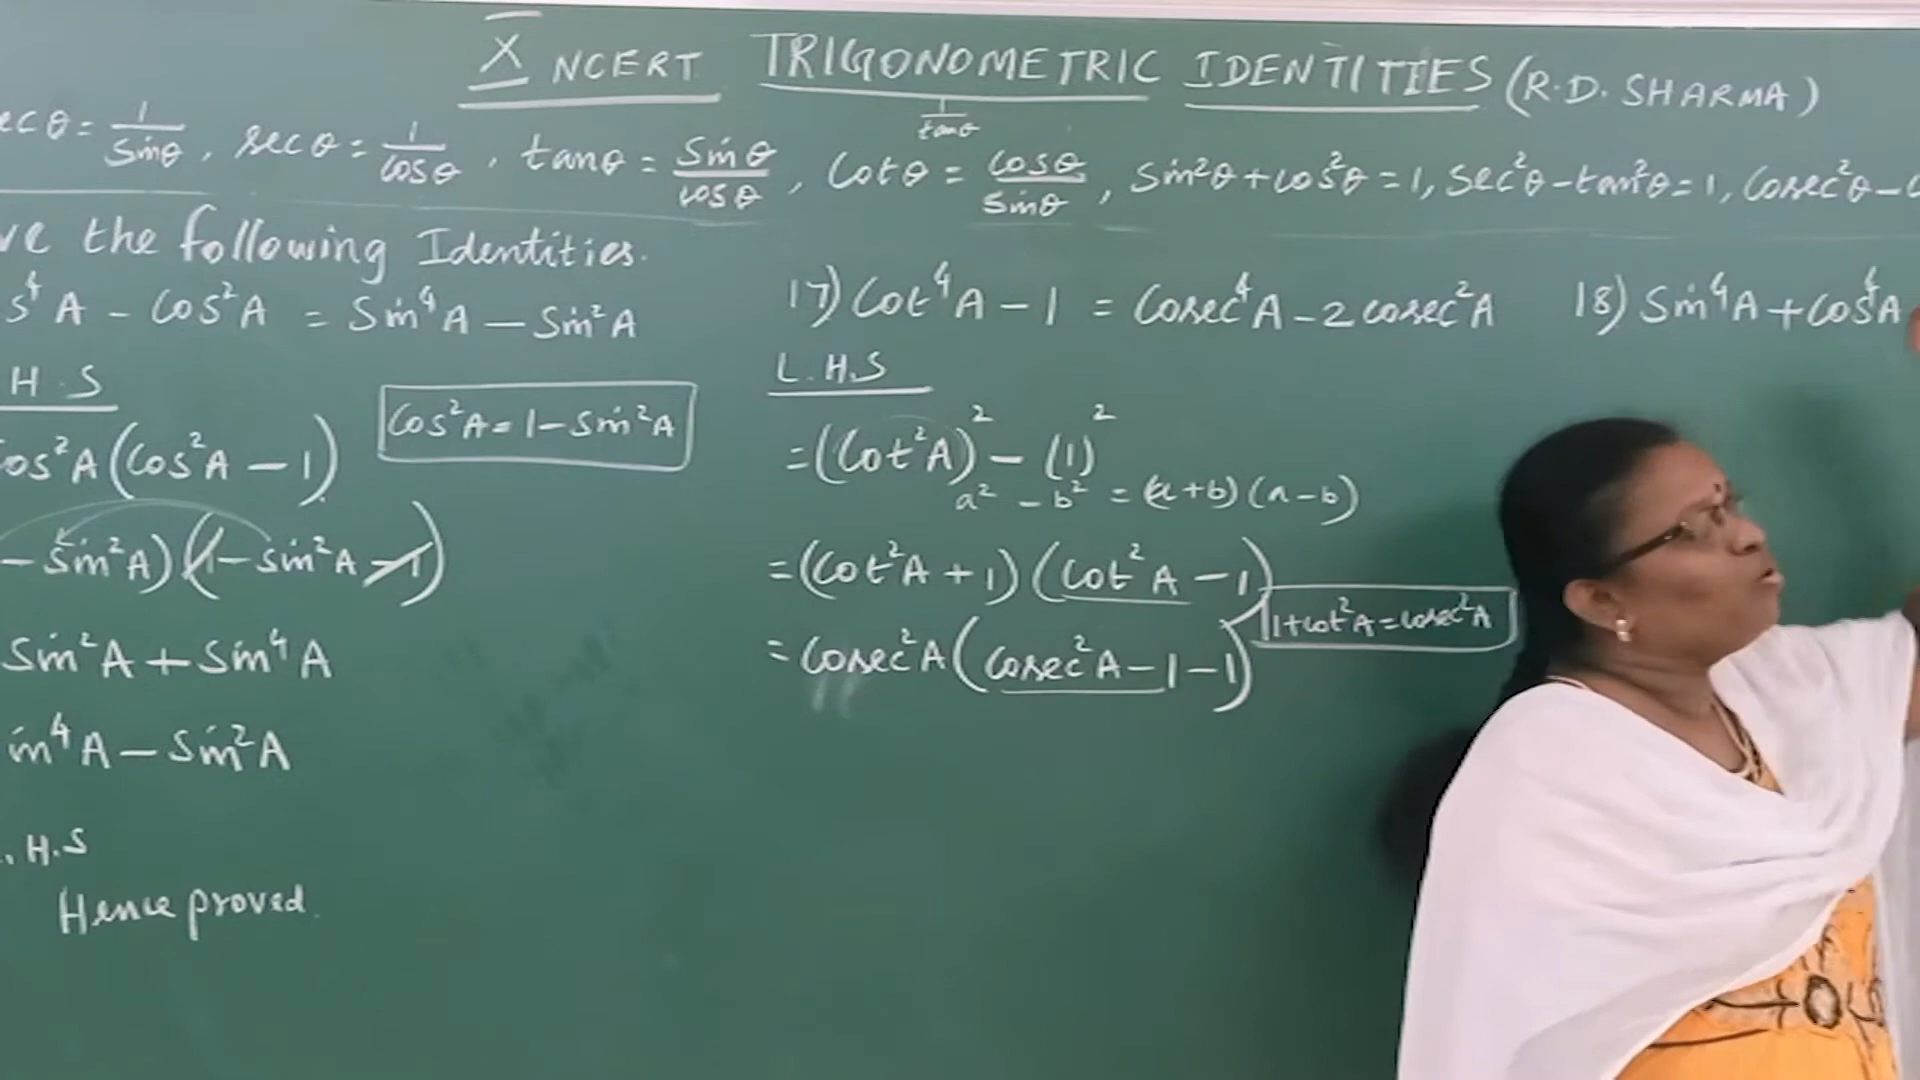 X NCERT TRIGONOMETRIC IDENTITIES (R.D. SHARMA)
1/tanθ
ecθ = 1/sinθ, secθ = 1/cosθ, tanθ = sinθ/cosθ, Cotθ = cosθ/sinθ, sin²θ + cos²θ = 1, sec²θ - tan²θ = 1, Cosec²θ - C
ve the following Identities.
s⁴A - Cos²A = Sin⁴A - Sin²A
H.S
Cos²A = 1 - Sin²A
os²A (Cos²A - 1)
- Sin²A) (1 - sin²A - 1)
Sin²A + Sin⁴A
in⁴A - Sin²A
.H.S
Hence proved.
17) Cot⁴A - 1 = Cosec⁴A - 2 cosec²A
L.H.S
= (Cot²A)² - (1)²
a² - b² = (a+b) (a-b)
= (Cot²A + 1) (Cot²A - 1)
1 + cot²A = cosec²A
= Cosec²A (Cosec²A - 1 - 1)
18) Sin⁴A + Cos⁴A